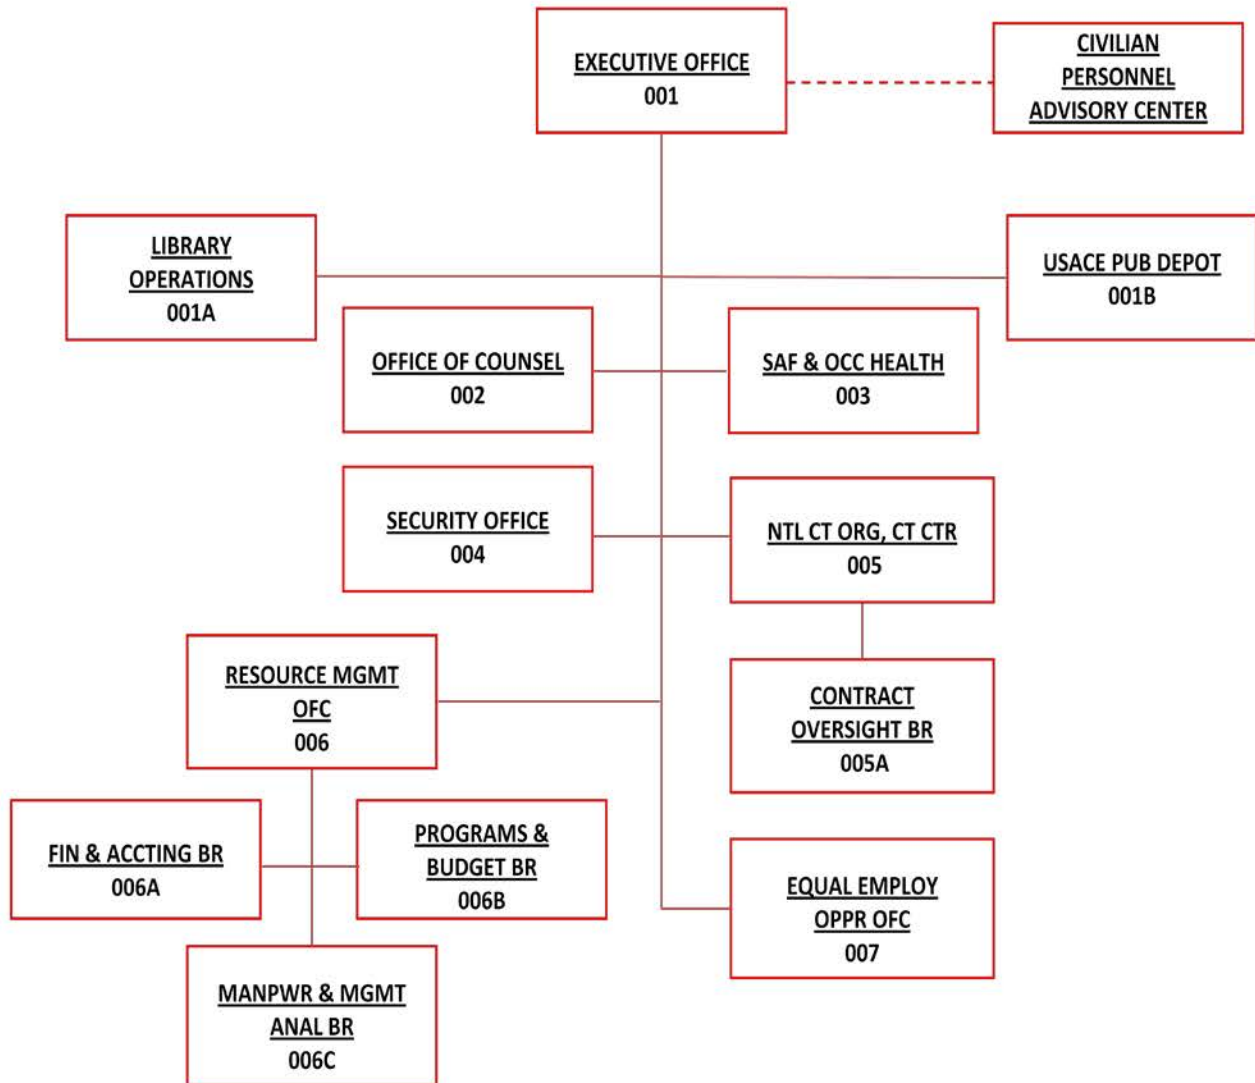 EXECUTIVE OFFICE
001
CIVILIAN
PERSONNEL
ADVISORY CENTER
LIBRARY
OPERATIONS
001A
USACE PUB DEPOT
001B
OFFICE OF COUNSEL
002
SAF & OCC HEALTH
003
SECURITY OFFICE
004
NTL CT ORG, CT CTR
005
RESOURCE MGMT
OFC
006
CONTRACT
OVERSIGHT BR
005A
FIN & ACCTING BR
006A
PROGRAMS &
BUDGET BR
006B
EQUAL EMPLOY
OPPR OFC
007
MANPWR & MGMT
ANAL BR
006C